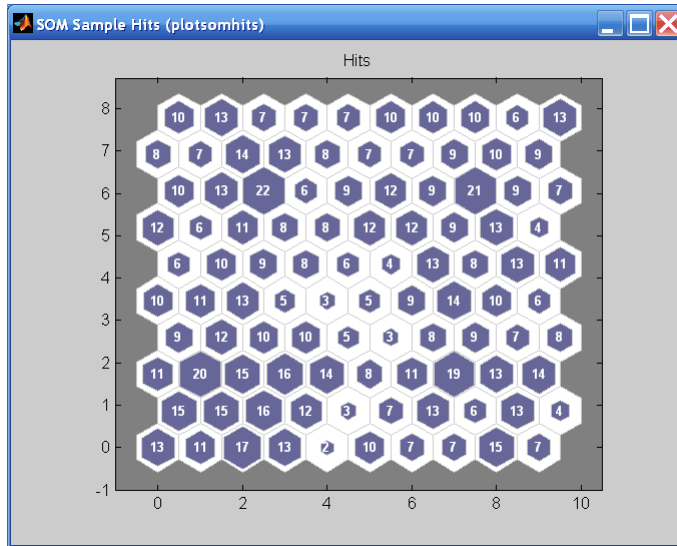 SOM Sample Hits (plotsomhits)
Hits
8
10 13 7 7 7 10 10 10 6 13
7
8 7 14 13 8 7 7 9 10 9
6
10 13 22 6 9 12 9 21 9 7
5
12 6 11 8 8 12 12 9 13 4
4
6 10 9 8 6 4 13 8 13 11
3
10 11 13 5 3 5 9 14 10 6
9 12 10 10 5 3 8 9 7 8
2
11 20 15 16 14 8 11 19 13 14
1
15 15 16 12 3 7 13 6 13 4
0
13 11 17 13 2 10 7 7 15 7
-1
0 2 4 6 8 10